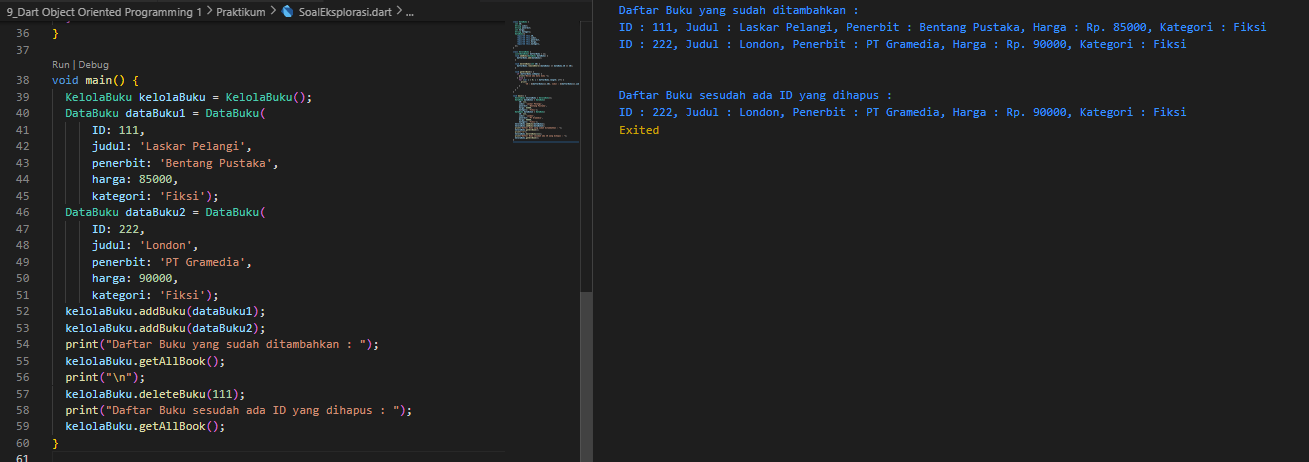 9_Dart Object Oriented Programming 1 > Praktikum > SoalEksplorasi.dart > ...
36 }
37
Run | Debug
38 void main() {
39 KelolaBuku kelolaBuku = KelolaBuku();
40 DataBuku dataBuku1 = DataBuku(
41 ID: 111,
42 judul: 'Laskar Pelangi',
43 penerbit: 'Bentang Pustaka',
44 harga: 85000,
45 kategori: 'Fiksi');
46 DataBuku dataBuku2 = DataBuku(
47 ID: 222,
48 judul: 'London',
49 penerbit: 'PT Gramedia',
50 harga: 90000,
51 kategori: 'Fiksi');
52 kelolaBuku.addBuku(dataBuku1);
53 kelolaBuku.addBuku(dataBuku2);
54 print("Daftar Buku yang sudah ditambahkan : ");
55 kelolaBuku.getAllBook();
56 print("\n");
57 kelolaBuku.deleteBuku(111);
58 print("Daftar Buku sesudah ada ID yang dihapus : ");
59 kelolaBuku.getAllBook();
60 }
61
Daftar Buku yang sudah ditambahkan :
ID : 111, Judul : Laskar Pelangi, Penerbit : Bentang Pustaka, Harga : Rp. 85000, Kategori : Fiksi
ID : 222, Judul : London, Penerbit : PT Gramedia, Harga : Rp. 90000, Kategori : Fiksi
Daftar Buku sesudah ada ID yang dihapus :
ID : 222, Judul : London, Penerbit : PT Gramedia, Harga : Rp. 90000, Kategori : Fiksi
Exited